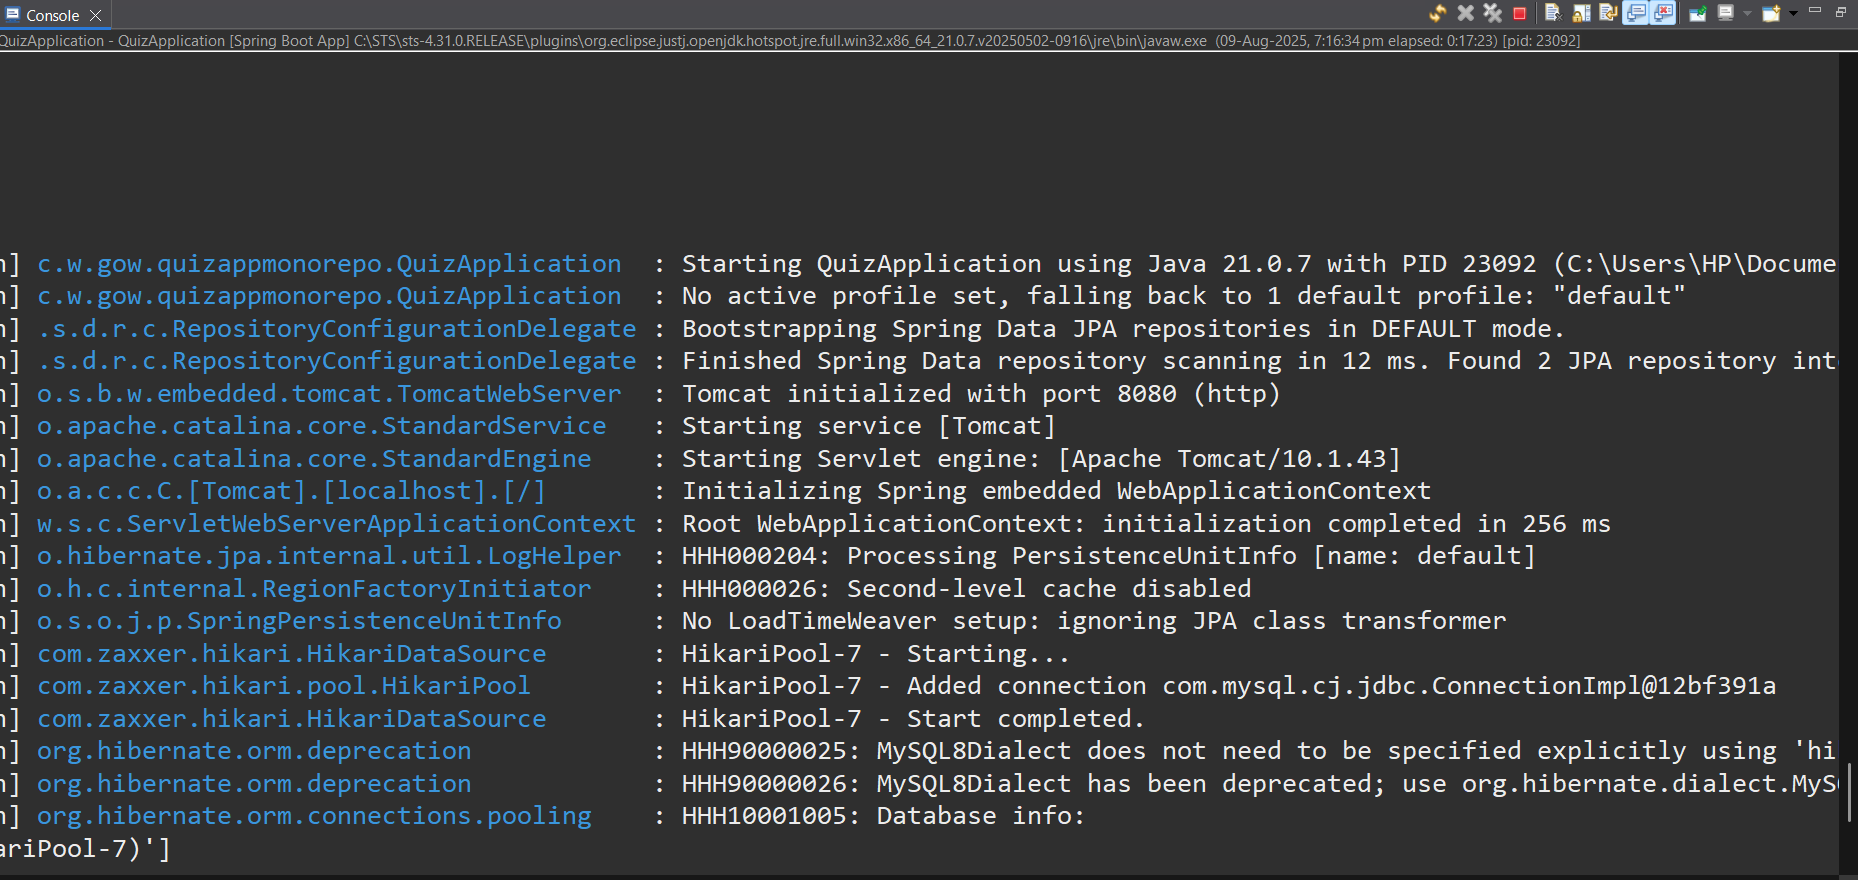 Console
QuizApplication - QuizApplication [Spring Boot App] C:\STS\sts-4.31.0.RELEASE\plugins\org.eclipse.justj.openjdk.hotspot.jre.full.win32.x86_64_21.0.7.v20250502-0916\jre\bin\javaw.exe (09-Aug-2025, 7:16:34 pm elapsed: 0:17:23) [pid: 23092]
n] c.w.gow.quizappmonorepo.QuizApplication : Starting QuizApplication using Java 21.0.7 with PID 23092 (C:\Users\HP\Docume
n] c.w.gow.quizappmonorepo.QuizApplication : No active profile set, falling back to 1 default profile: "default"
n] .s.d.r.c.RepositoryConfigurationDelegate : Bootstrapping Spring Data JPA repositories in DEFAULT mode.
n] .s.d.r.c.RepositoryConfigurationDelegate : Finished Spring Data repository scanning in 12 ms. Found 2 JPA repository int
n] o.s.b.w.embedded.tomcat.TomcatWebServer : Tomcat initialized with port 8080 (http)
n] o.apache.catalina.core.StandardService : Starting service [Tomcat]
n] o.apache.catalina.core.StandardEngine : Starting Servlet engine: [Apache Tomcat/10.1.43]
n] o.a.c.c.C.[Tomcat].[localhost].[/] : Initializing Spring embedded WebApplicationContext
n] w.s.c.ServletWebServerApplicationContext : Root WebApplicationContext: initialization completed in 256 ms
n] o.hibernate.jpa.internal.util.LogHelper : HHH000204: Processing PersistenceUnitInfo [name: default]
n] o.h.c.internal.RegionFactoryInitiator : HHH000026: Second-level cache disabled
n] o.s.o.j.p.SpringPersistenceUnitInfo : No LoadTimeWeaver setup: ignoring JPA class transformer
n] com.zaxxer.hikari.HikariDataSource : HikariPool-7 - Starting...
n] com.zaxxer.hikari.pool.HikariPool : HikariPool-7 - Added connection com.mysql.cj.jdbc.ConnectionImpl@12bf391a
n] com.zaxxer.hikari.HikariDataSource : HikariPool-7 - Start completed.
n] org.hibernate.orm.deprecation : HHH90000025: MySQL8Dialect does not need to be specified explicitly using 'hi
n] org.hibernate.orm.deprecation : HHH90000026: MySQL8Dialect has been deprecated; use org.hibernate.dialect.MyS
n] org.hibernate.orm.connections.pooling : HHH10001005: Database info:
ariPool-7)']